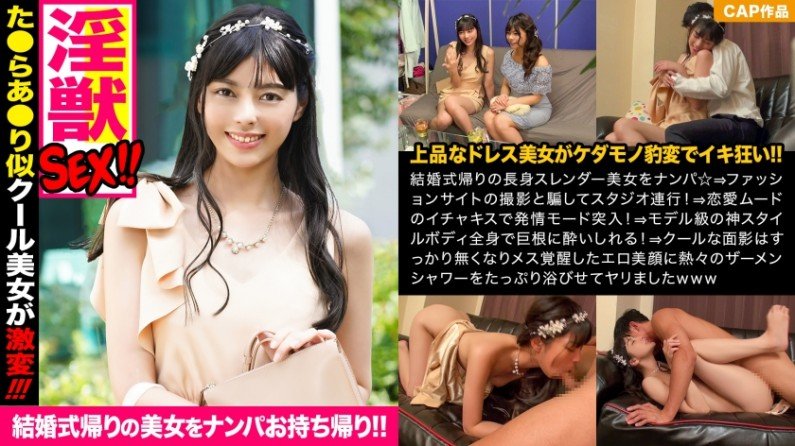 た●らあ●り似クール美女が激変!!!
淫獣
SEX!!
結婚式帰りの美女をナンパお持ち帰り!!
CAP作品
上品なドレス美女がケダモノ豹変でイキ狂い!!
結婚式帰りの長身スレンダー美女をナンパ☆⇒ファッ
ションサイトの撮影と騙してスタジオ連行!⇒恋愛ムード
のイチャキスで発情モード突入!⇒モデル級の神スタイ
ルボディ全身で巨根に酔いしれる!⇒クールな面影はす
っかり無くなりメス覚醒したエロ美顔に熱々のザーメン
シャワーをたっぷり浴びせてヤリましたｗｗｗ